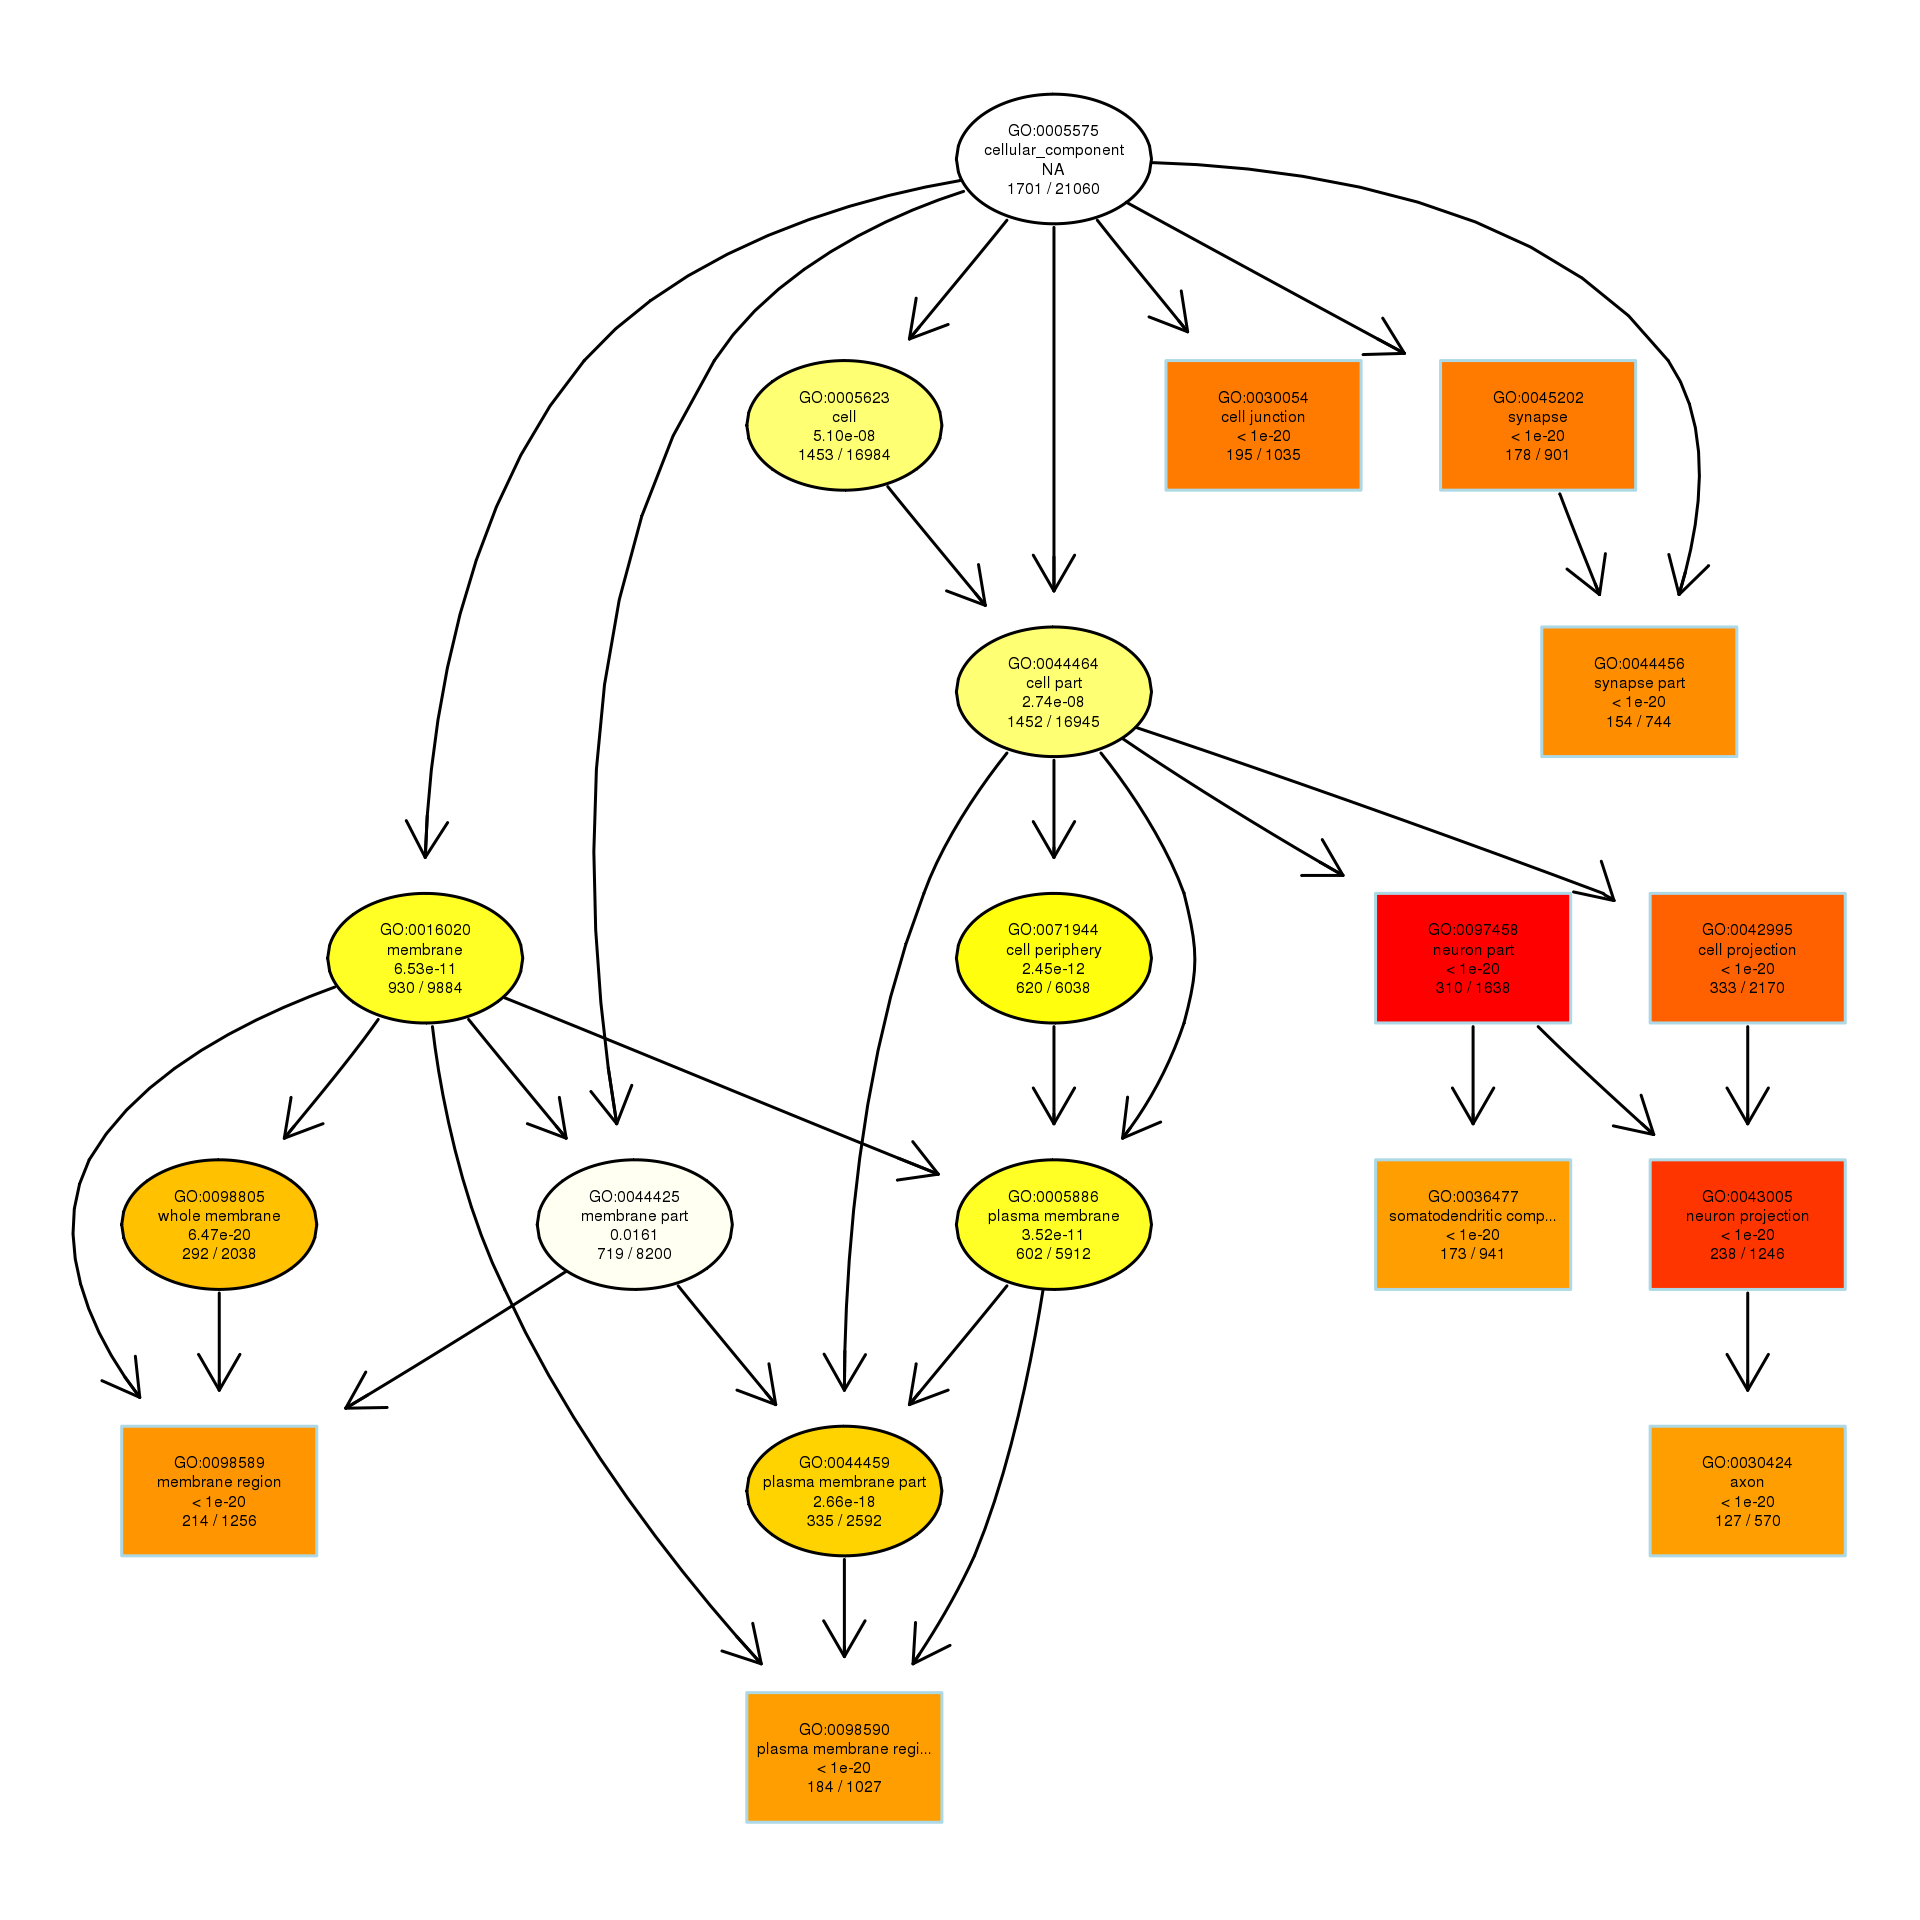 GO:0005575
cellular_component
NA
1701 / 21060
GO:0005623
cell
5.10e-08
1453 / 16984
GO:0030054
cell junction
< 1e-20
195 / 1035
GO:0045202
synapse
< 1e-20
178 / 901
GO:0044464
cell part
2.74e-08
1452 / 16945
GO:0044456
synapse part
< 1e-20
154 / 744
GO:0016020
membrane
6.53e-11
930 / 9884
GO:0071944
cell periphery
2.45e-12
620 / 6038
GO:0097458
neuron part
< 1e-20
310 / 1638
GO:0042995
cell projection
< 1e-20
333 / 2170
GO:0098805
whole membrane
6.47e-20
292 / 2038
GO:0044425
membrane part
0.0161
719 / 8200
GO:0005886
plasma membrane
3.52e-11
602 / 5912
GO:0036477
somatodendritic comp...
< 1e-20
173 / 941
GO:0043005
neuron projection
< 1e-20
238 / 1246
GO:0098589
membrane region
< 1e-20
214 / 1256
GO:0044459
plasma membrane part
2.66e-18
335 / 2592
GO:0030424
axon
< 1e-20
127 / 570
GO:0098590
plasma membrane regi...
< 1e-20
184 / 1027